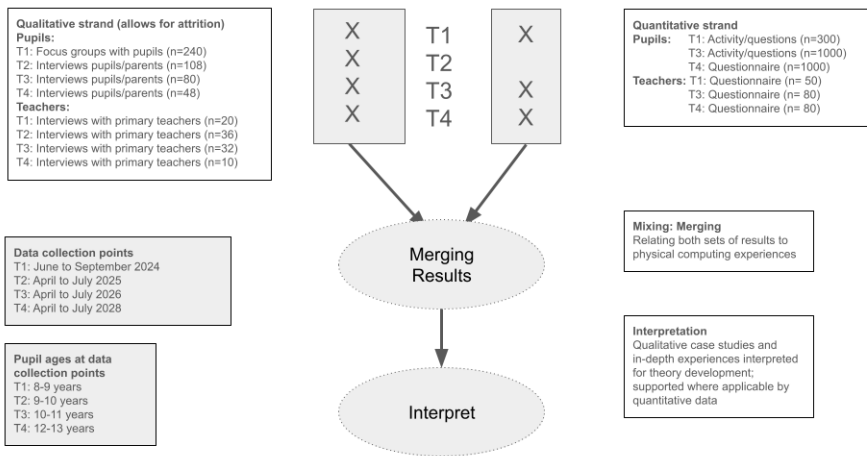 Qualitative strand (allows for attrition)
Pupils:
T1: Focus groups with pupils (n=240)
T2: Interviews pupils/parents (n=108)
T3: Interviews pupils/parents (n=80)
T4: Interviews pupils/parents (n=48)
Teachers:
T1: Interviews with primary teachers (n=20)
T2: Interviews with primary teachers (n=36)
T3: Interviews with primary teachers (n=32)
T4: Interviews with primary teachers (n=10)
X T1 X
X T2
X T3 X
X T4 X
Quantitative strand
Pupils: T1: Activity/questions (n=300)
T3: Activity/questions (n=1000)
T4: Questionnaire (n=1000)
Teachers: T1: Questionnaire (n= 50)
T3: Questionnaire (n= 80)
T4: Questionnaire (n= 80)
Data collection points
T1: June to September 2024
T2: April to July 2025
T3: April to July 2026
T4: April to July 2028
Merging
Results
Mixing: Merging
Relating both sets of results to
physical computing experiences
Pupil ages at data
collection points
T1: 8-9 years
T2: 9-10 years
T3: 10-11 years
T4: 12-13 years
Interpret
Interpretation
Qualitative case studies and
in-depth experiences interpreted
for theory development;
supported where applicable by
quantitative data